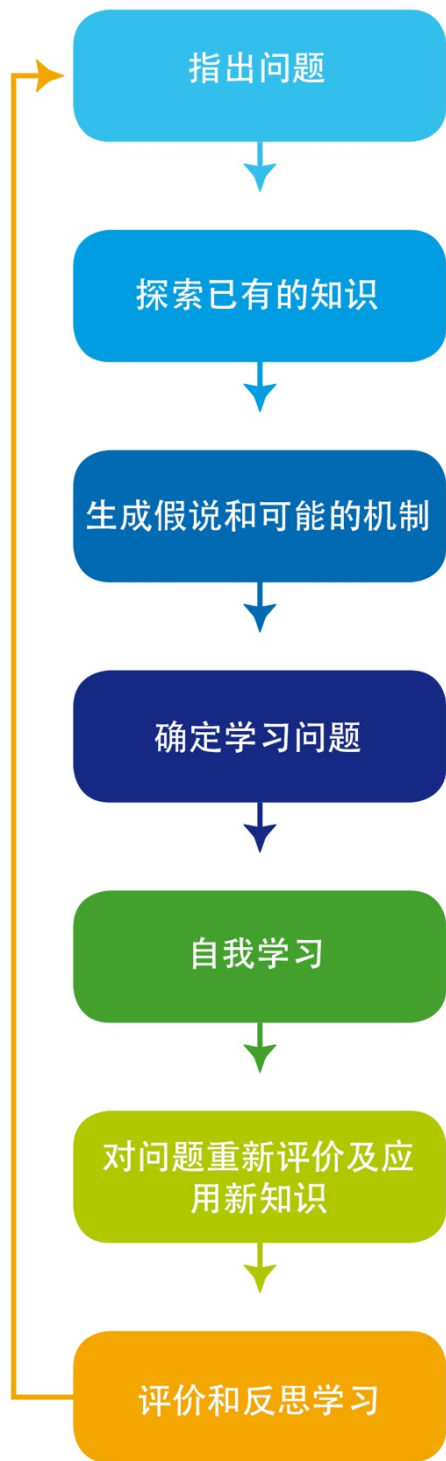 指出问题
探索已有的知识
生成假说和可能的机制
确定学习问题
自我学习
对问题重新评价及应
用新知识
评价和反思学习